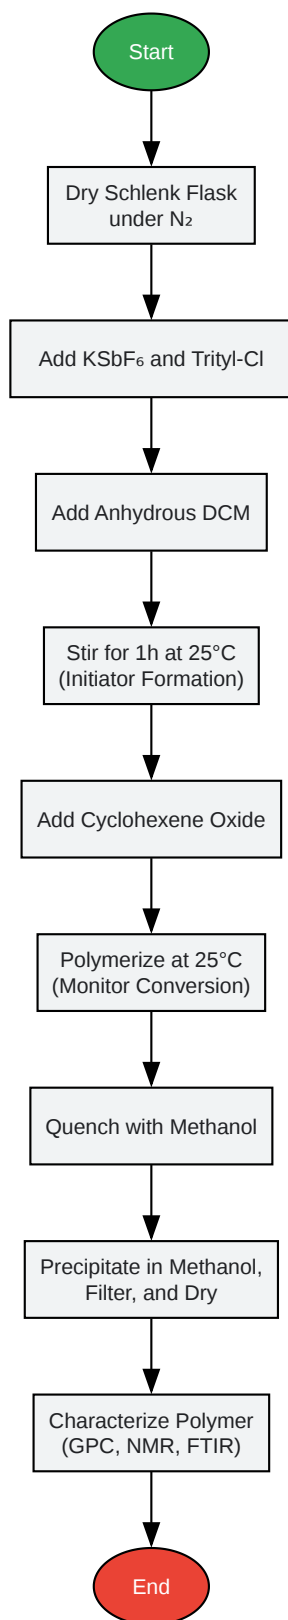 Start
Dry Schlenk Flask
under N₂
Add KSbF₆ and Trityl-Cl
Add Anhydrous DCM
Stir for 1h at 25°C
(Initiator Formation)
Add Cyclohexene Oxide
Polymerize at 25°C
(Monitor Conversion)
Quench with Methanol
Precipitate in Methanol,
Filter, and Dry
Characterize Polymer
(GPC, NMR, FTIR)
End